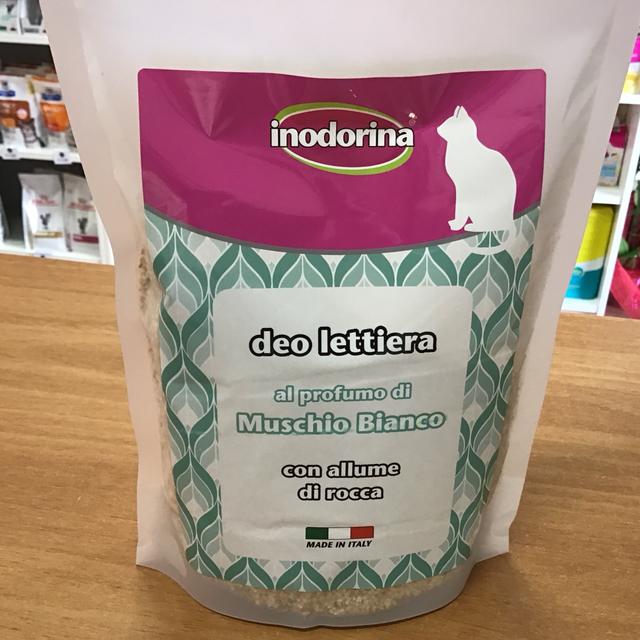 inodorina
deo lettiera
al profumo di
Muschio Bianco
con allume
di rocca
MADE IN ITALY